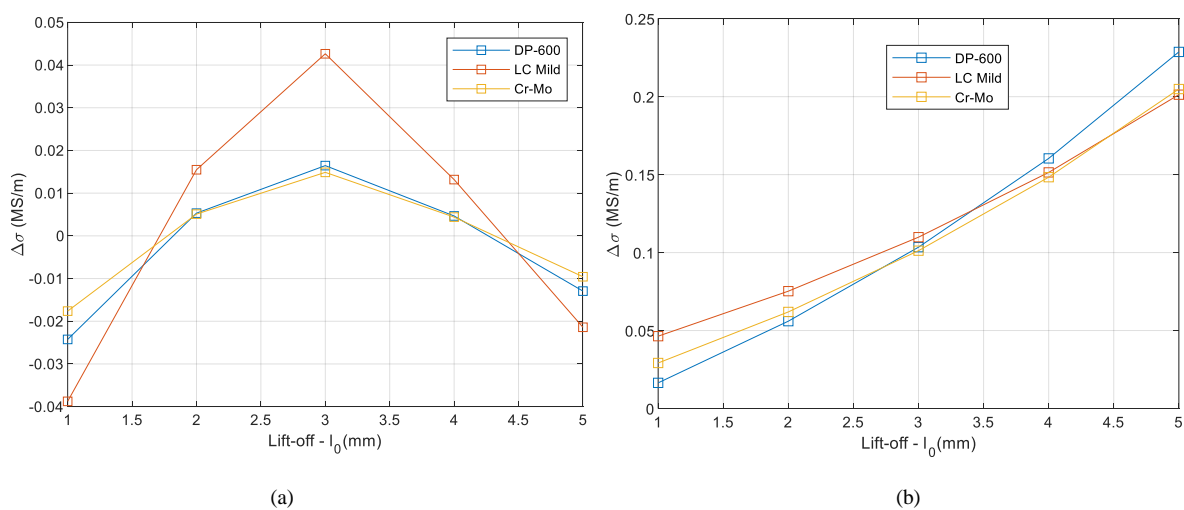 0.05
0.04
0.03
0.02
0.01
0
-0.01
-0.02
-0.03
-0.04
Δσ (MS/m)
1 1.5 2 2.5 3 3.5 4 4.5 5
Lift-off - l0(mm)
DP-600
LC Mild
Cr-Mo
(a)
0.25
0.2
0.15
0.1
0.05
0
Δσ (MS/m)
1 1.5 2 2.5 3 3.5 4 4.5 5
Lift-off - l0(mm)
DP-600
LC Mild
Cr-Mo
(b)